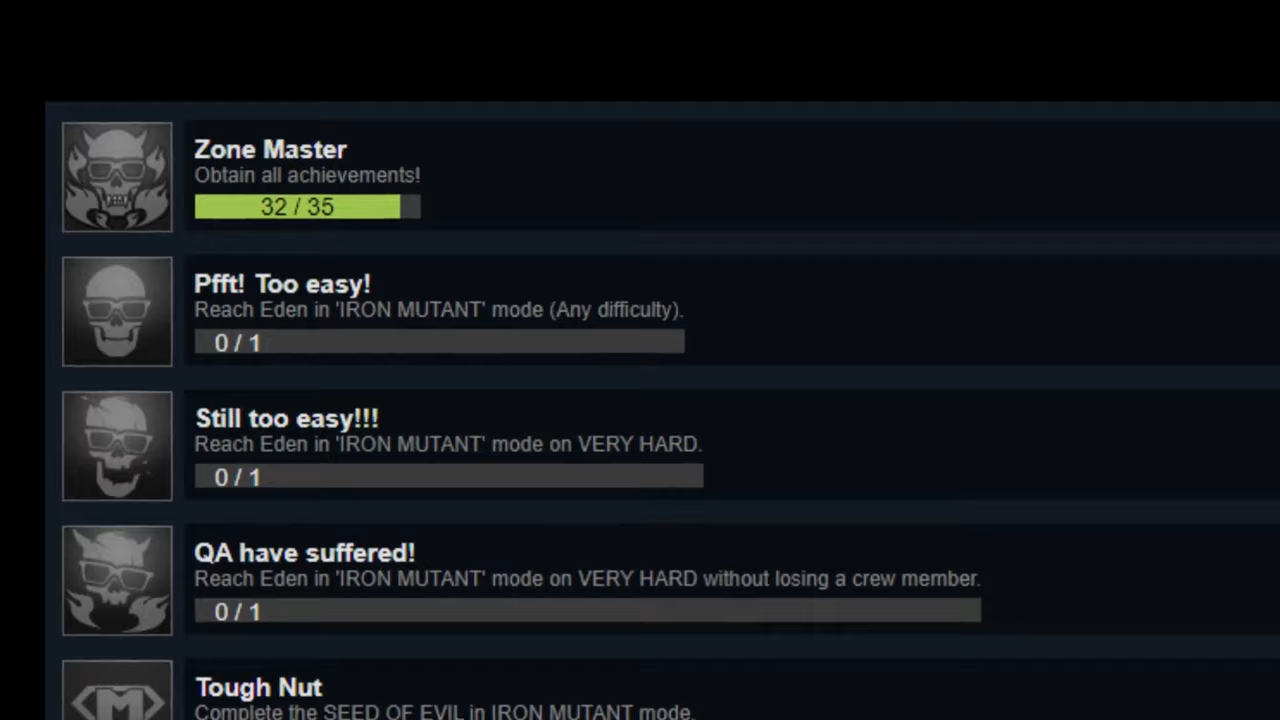 Zone Master
Obtain all achievements!
32 / 35
Pfft! Too easy!
Reach Eden in 'IRON MUTANT' mode (Any difficulty).
0 / 1
Still too easy!!!
Reach Eden in 'IRON MUTANT' mode on VERY HARD.
0 / 1
QA have suffered!
Reach Eden in 'IRON MUTANT' mode on VERY HARD without losing a crew member.
0 / 1
M
Tough Nut
Complete the SEED OF EVIL in IRON MUTANT mode.